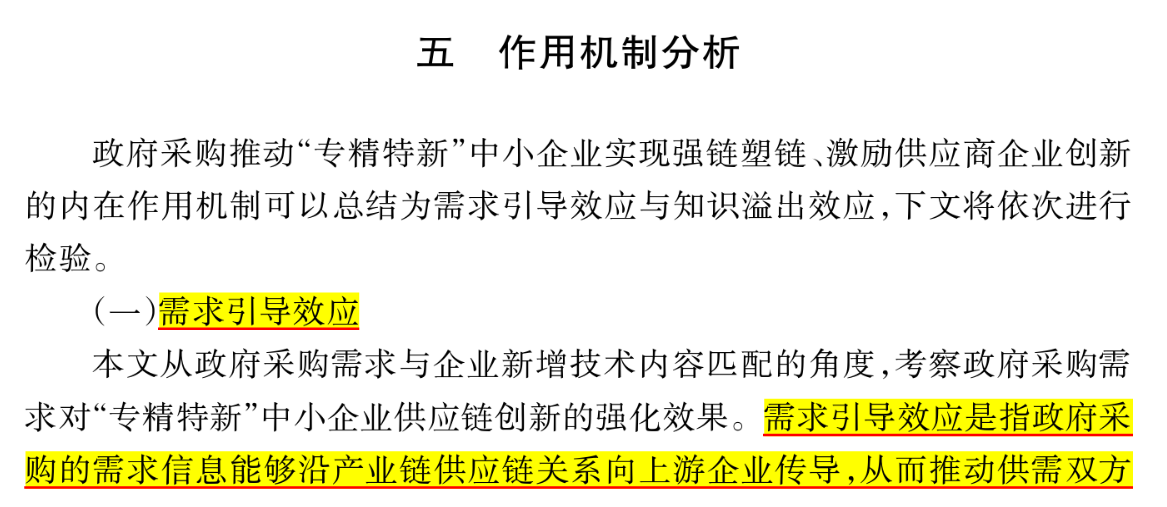 五 作用机制分析
政府采购推动“专精特新”中小企业实现强链塑链、激励供应商企业创新
的内在作用机制可以总结为需求引导效应与知识溢出效应,下文将依次进行
检验。
(一)需求引导效应
本文从政府采购需求与企业新增技术内容匹配的角度,考察政府采购需
求对“专精特新”中小企业供应链创新的强化效果。需求引导效应是指政府采
购的需求信息能够沿产业链供应链关系向上游企业传导,从而推动供需双方